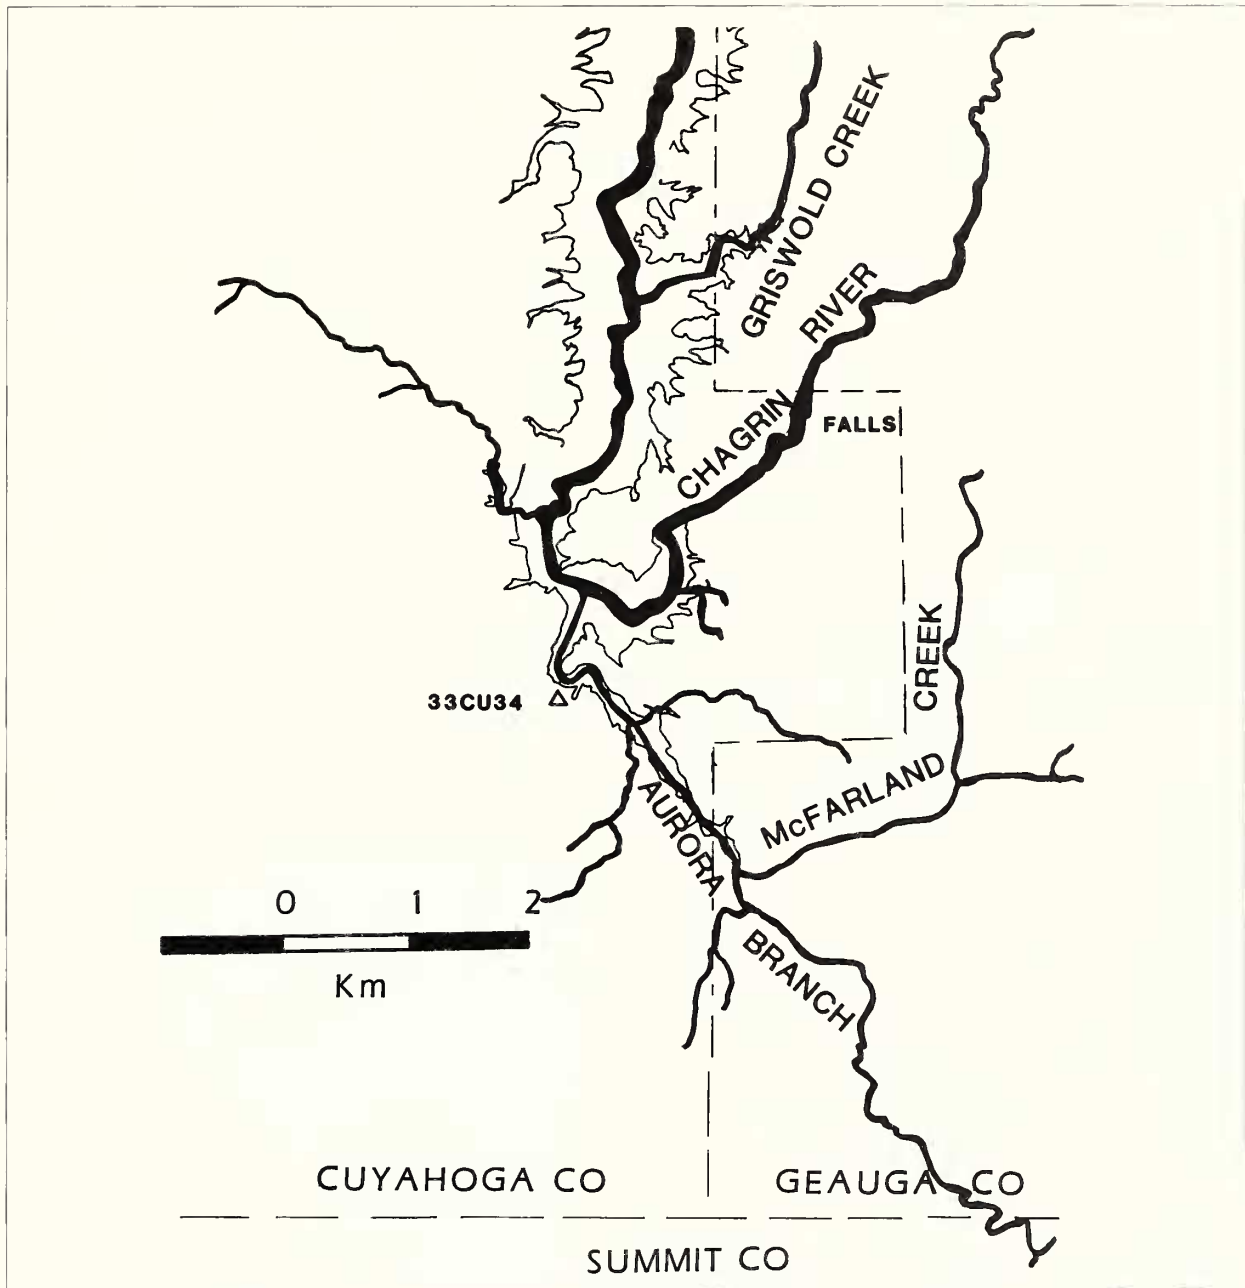 GRISWOLD CREEK
CHAGRIN RIVER
FALLS
33CU34
McFARLAND CREEK
AURORA BRANCH
0 1 2
Km
CUYAHOGA CO
GEAUGA CO
SUMMIT CO